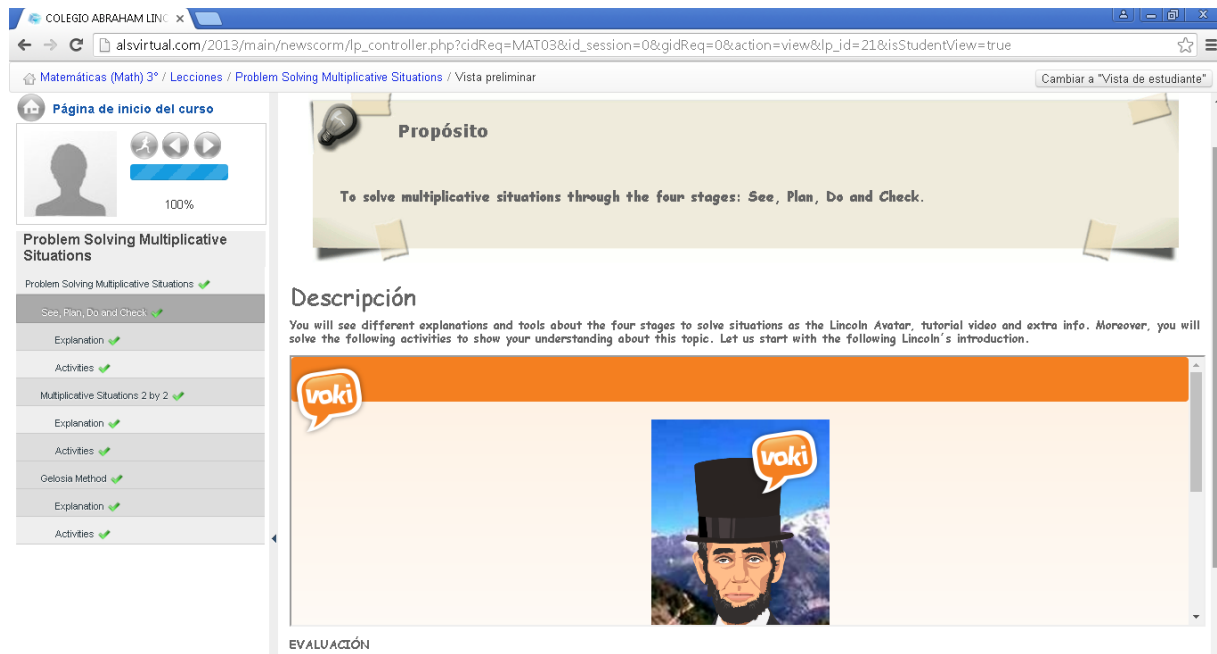 COLEGIO ABRAHAM LINC
alsvirtual.com/2013/main/newscorm/lp_controller.php?cidReq=MAT03&id_session=0&gidReq=0&action=view&lp_id=21&isStudentView=true
Matemáticas (Math) 3° / Lecciones / Problem Solving Multiplicative Situations / Vista preliminar
Cambiar a "Vista de estudiante"
Página de inicio del curso
100%
Problem Solving Multiplicative
Situations
Problem Solving Multiplicative Situations
See, Plan, Do and Check
Explanation
Activities
Multiplicative Situations 2 by 2
Explanation
Activities
Gelosia Method
Explanation
Activities
Propósito
To solve multiplicative situations through the four stages: See, Plan, Do and Check.
Descripción
You will see different explanations and tools about the four stages to solve situations as the Lincoln Avatar, tutorial video and extra info. Moreover, you will
solve the following activities to show your understanding about this topic. Let us start with the following Lincoln´s introduction.
voki
voki
EVALUACIÓN